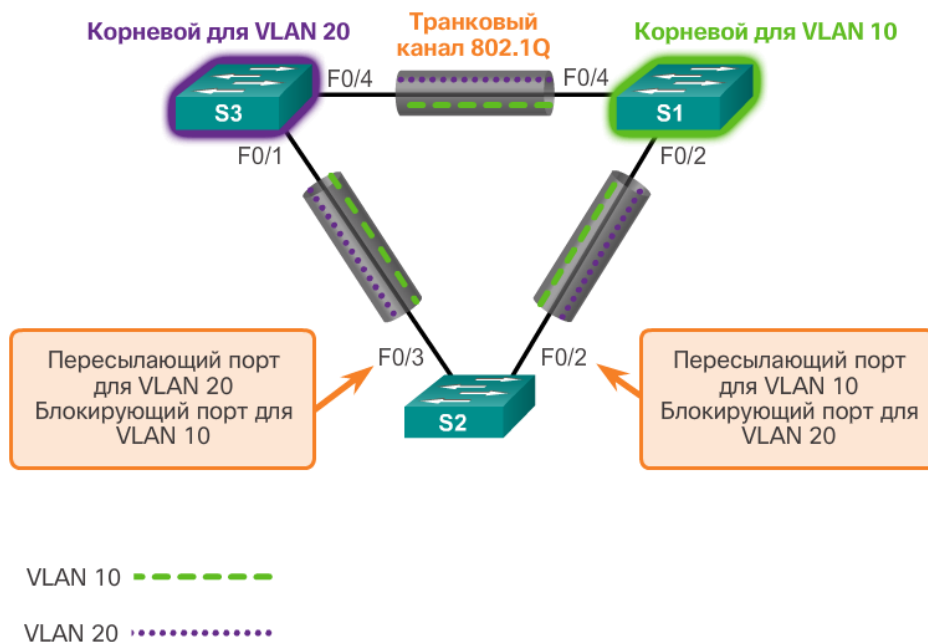 Корневой для VLAN 20
Транковый
канал 802.1Q
Корневой для VLAN 10
F0/4
F0/4
S3
S1
F0/1
F0/2
Пересылающий порт
для VLAN 20
Блокирующий порт для
VLAN 10
F0/3
F0/2
Пересылающий порт
для VLAN 10
Блокирующий порт для
VLAN 20
S2
VLAN 10
VLAN 20